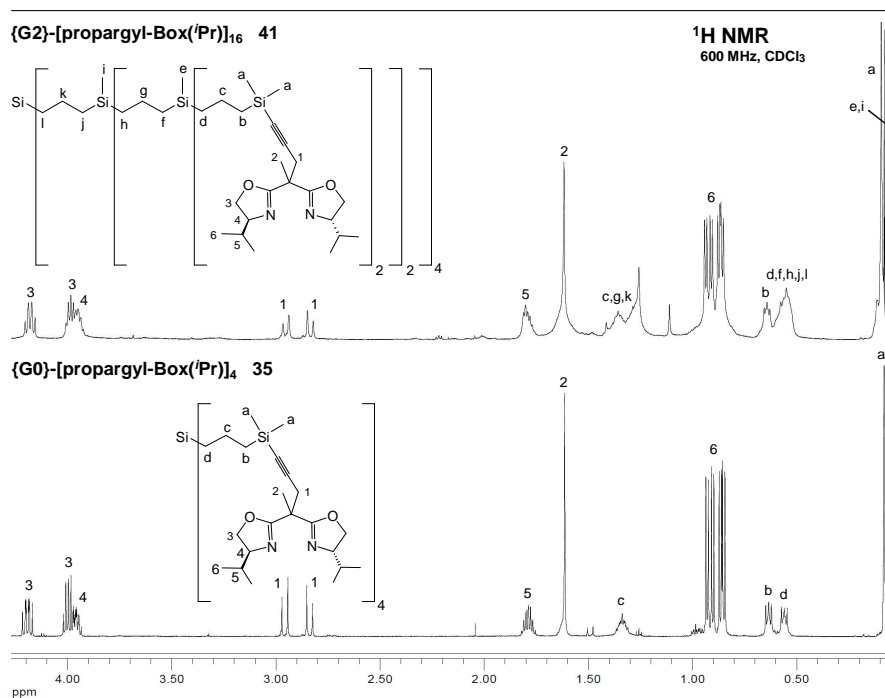 {G2}-[propargyl-Box(iPr)]16 41
1H NMR
600 MHz, CDCl3
a
e,i
i
e
a
k
g
c
a
Si
Si
Si
Si
l
j
h
f
d
b
1
2
O
O
3
N
N
4
6
5
2
2
4
2
6
3
3
4
1
1
5
c,g,k
b
d,f,h,j,l
{G0}-[propargyl-Box(iPr)]4 35
a
2
a
c
a
Si
Si
d
b
1
2
O
O
3
N
N
4
6
5
4
6
3
3
4
1
1
5
c
b
d
4.00 3.50 3.00 2.50 2.00 1.50 1.00 0.50
ppm